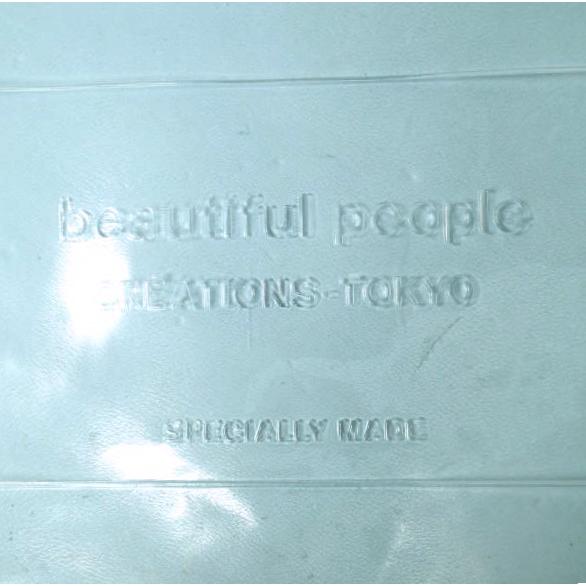 beautiful people
CREATIONS-TOKYO
SPECIALLY MADE